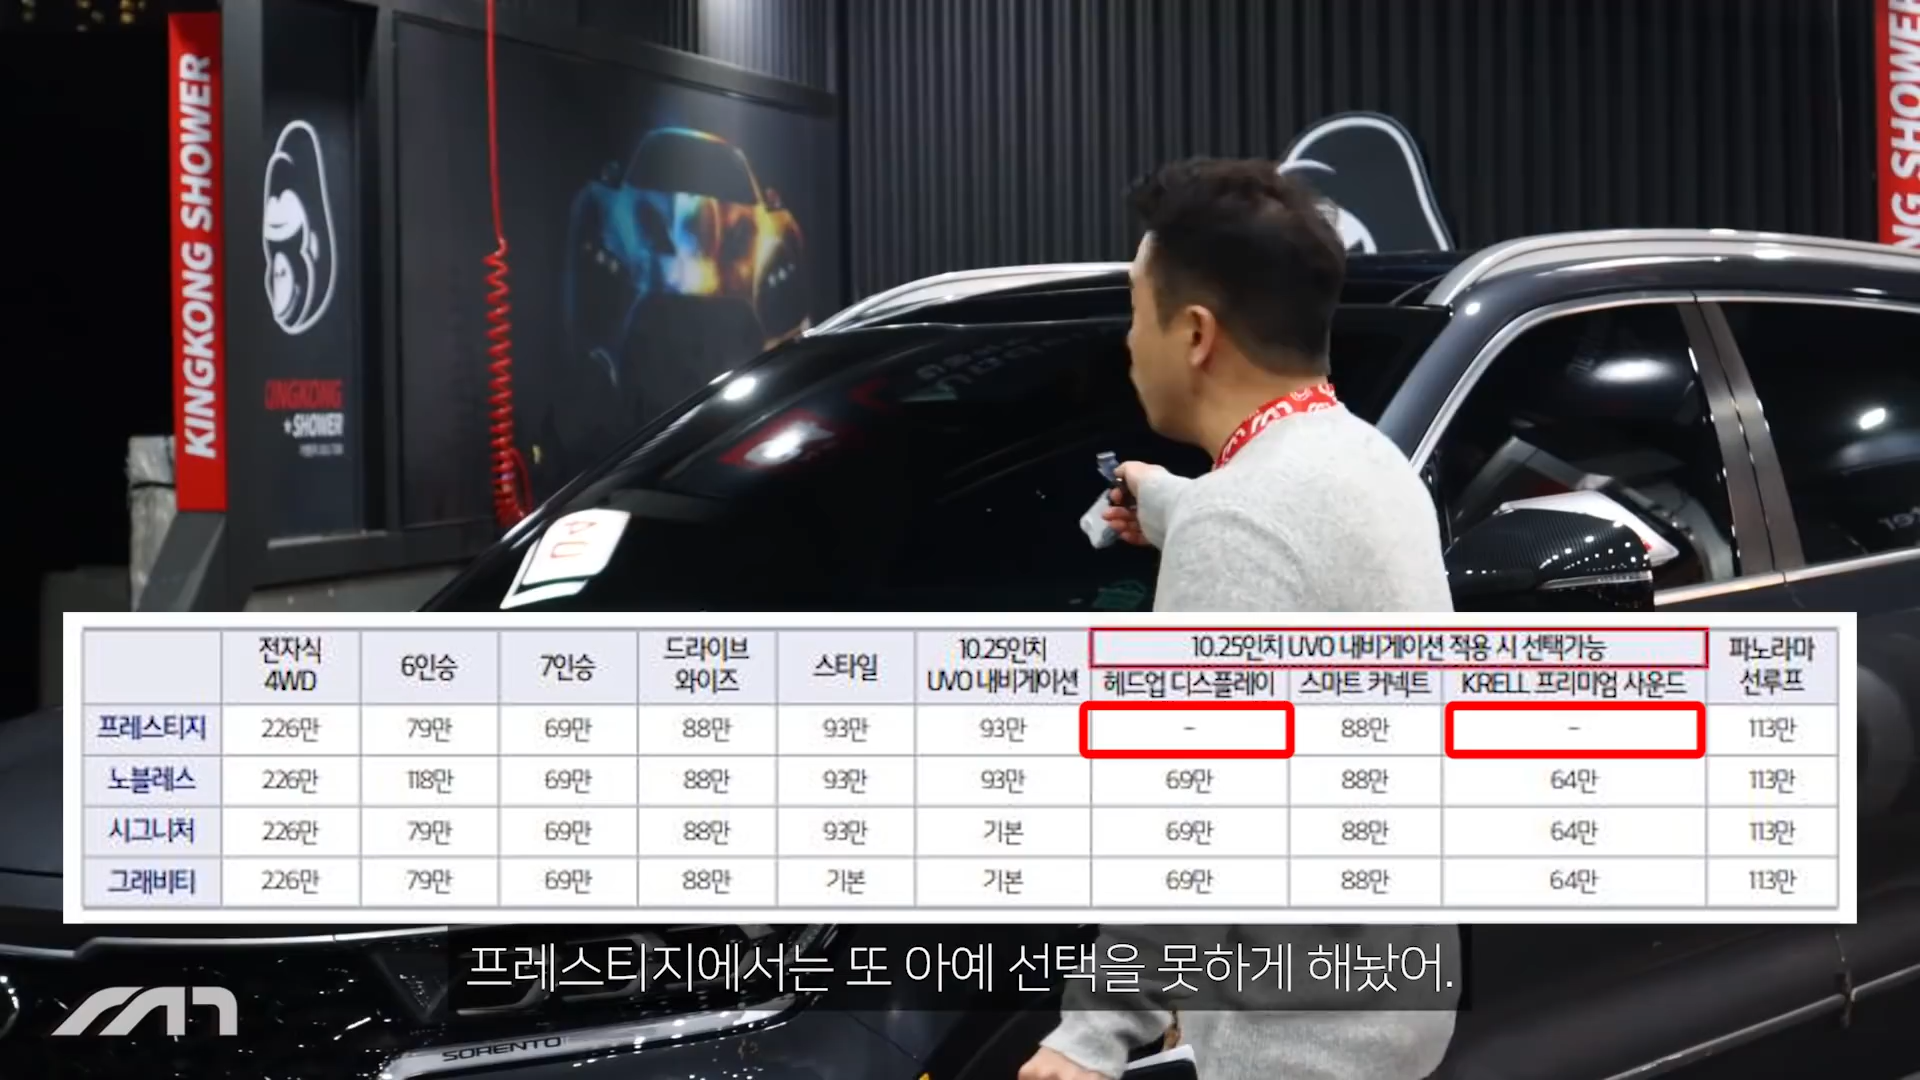 KINGKONG SHOWER
KINGKONG
SHOWER
NG SHOWER
전자식 4WD
6인승
7인승
드라이브 와이즈
스타일
10.25인치 UVO 내비게이션
10.25인치 UVO 내비게이션 적용 시 선택가능
헤드업 디스플레이
스마트 커넥트
KRELL 프리미엄 사운드
파노라마 선루프
프레스티지 226만 79만 69만 88만 93만 93만 - 88만 - 113만
노블레스 226만 118만 69만 88만 93만 93만 69만 88만 64만 113만
시그니처 226만 79만 69만 88만 93만 기본 69만 88만 64만 113만
그래비티 226만 79만 69만 88만 기본 기본 69만 88만 64만 113만
프레스티지에서는 또 아예 선택을 못하게 해놨어.
SORENTO